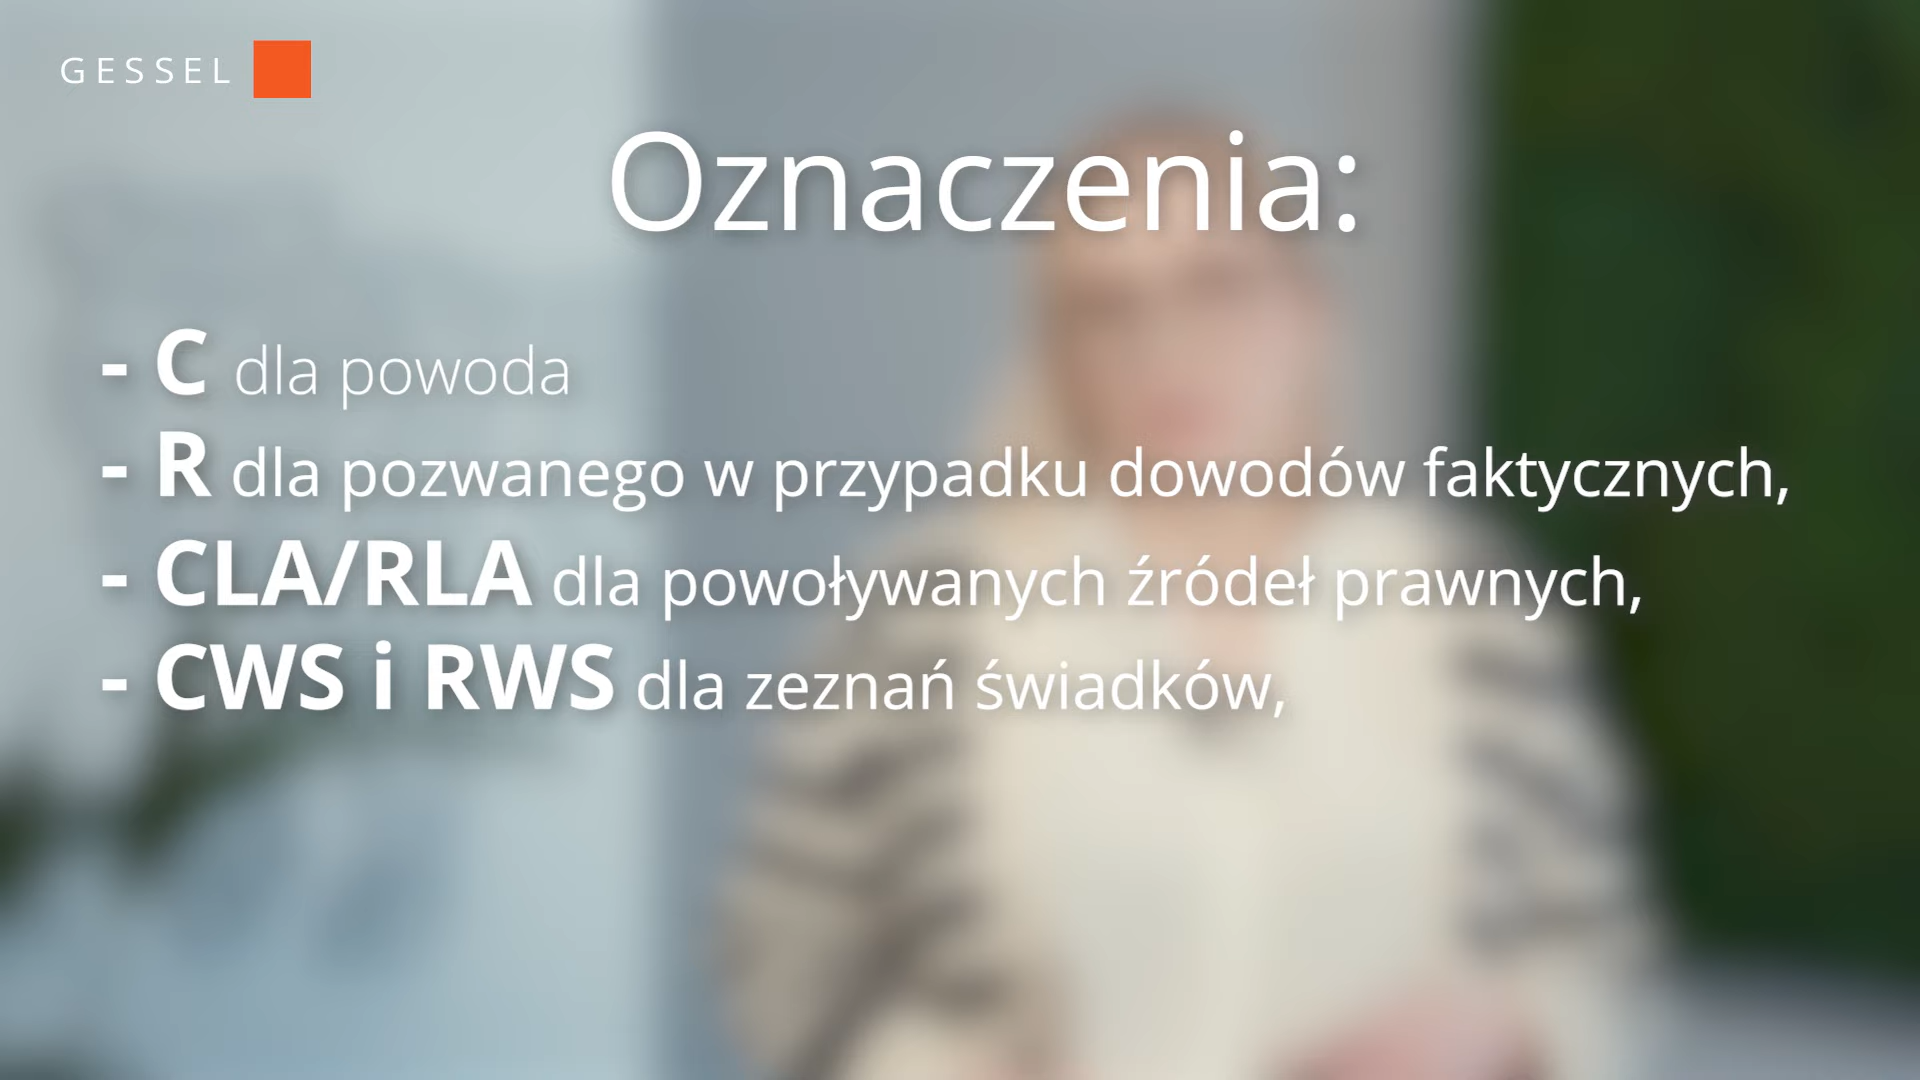 GESSEL
Oznaczenia:
- C dla powoda
- R dla pozwanego w przypadku dowodów faktycznych,
- CLA/RLA dla powoływanych źródeł prawnych,
- CWS i RWS dla zeznań świadków,